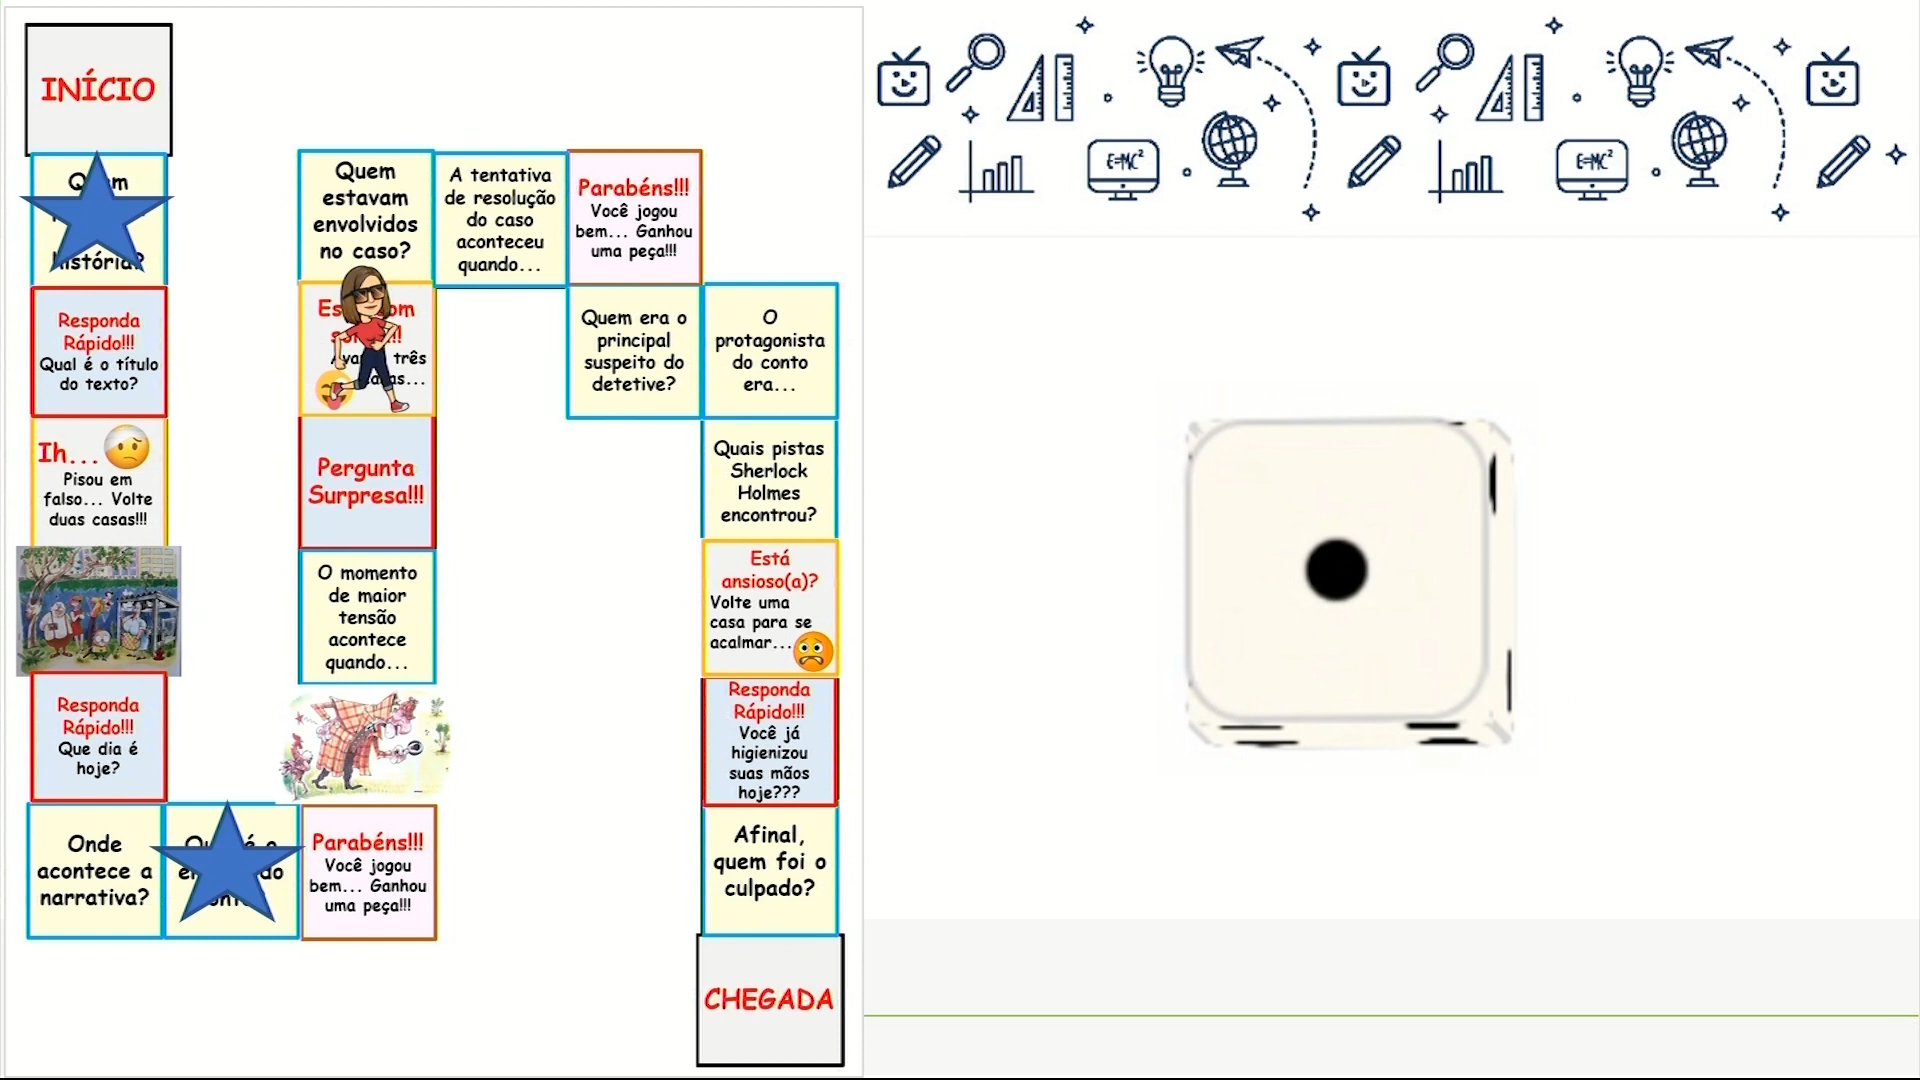 INÍCIO
história?
Responda
Rápido!!!
Qual é o título
do texto?
Ih...
Pisou em
falso... Volte
duas casas!!!
Responda
Rápido!!!
Que dia é
hoje?
Onde
acontece a
narrativa?
é o
Parabéns!!!
Você jogou
bem... Ganhou
uma peça!!!
O momento
de maior
tensão
acontece
quando...
Pergunta
Surpresa!!!
três
Quem
estavam
envolvidos
no caso?
A tentativa
de resolução
do caso
aconteceu
quando...
Parabéns!!!
Você jogou
bem... Ganhou
uma peça!!!
Quem era o
principal
suspeito do
detetive?
O
protagonista
do conto
era...
Quais pistas
Sherlock
Holmes
encontrou?
Está
ansioso(a)?
Volte uma
casa para se
acalmar...
Responda
Rápido!!!
Você já
higienizou
suas mãos
hoje???
Afinal,
quem foi o
culpado?
CHEGADA
E=MC²
E=MC²